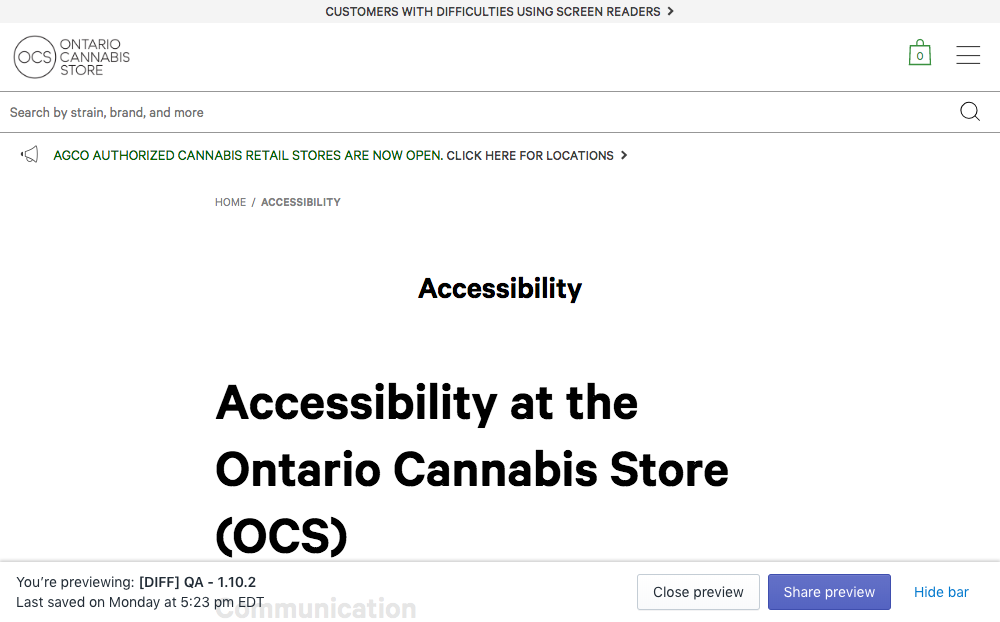 CUSTOMERS WITH DIFFICULTIES USING SCREEN READERS
OCS
ONTARIO
CANNABIS
STORE
0
Search by strain, brand, and more
AGCO AUTHORIZED CANNABIS RETAIL STORES ARE NOW OPEN. CLICK HERE FOR LOCATIONS
HOME / ACCESSIBILITY
Accessibility
Accessibility at the
Ontario Cannabis Store
(OCS)
Communication
You're previewing: [DIFF] QA - 1.10.2
Last saved on Monday at 5:23 pm EDT
Close preview
Share preview
Hide bar